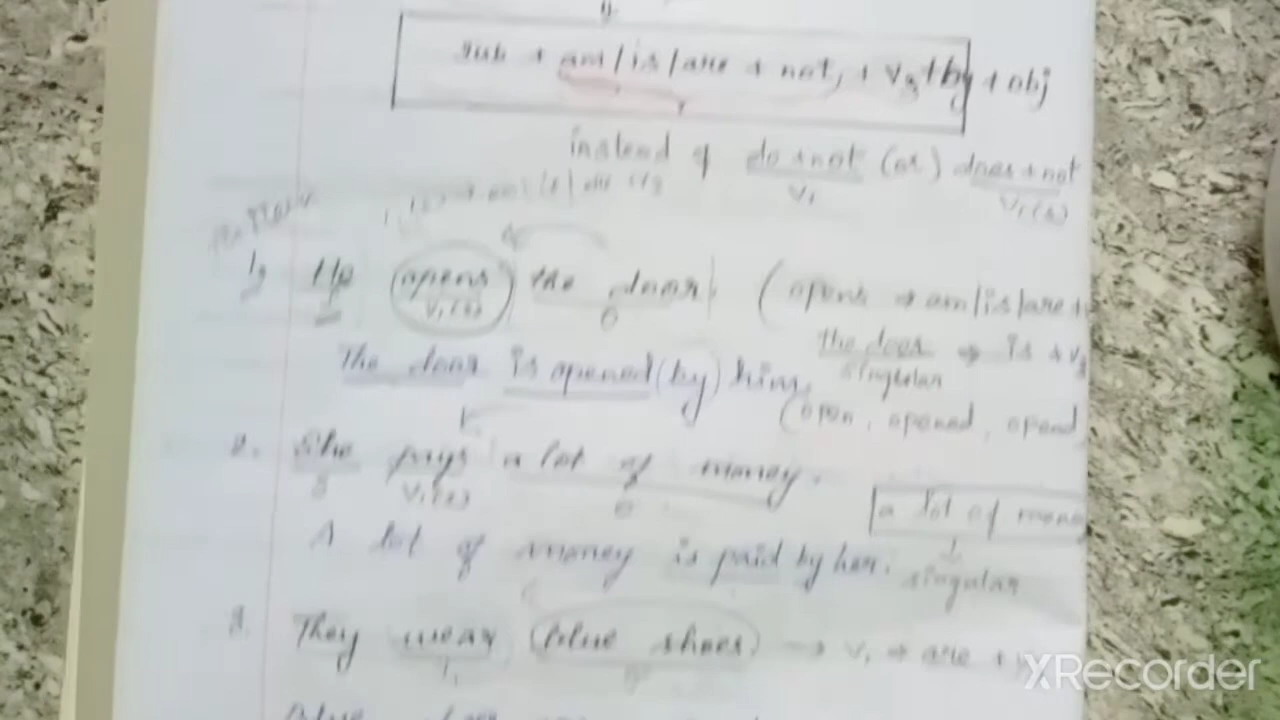 sub + am/is/are + not, + V3 + by + obj
instead of do + not (or) does + not
V1 V1(s)
1, He (opens) the door (opens → am/is/are +
V1(s) O
The door → is + V3
The door is opened (by) him, singular
(open, opened, opend
2. She pays a lot of money.
S V1(s) O
a lot of mone
A lot of money is paid by her. singular
3. They wear (blue shoes) → V1 → are +
XRecorder